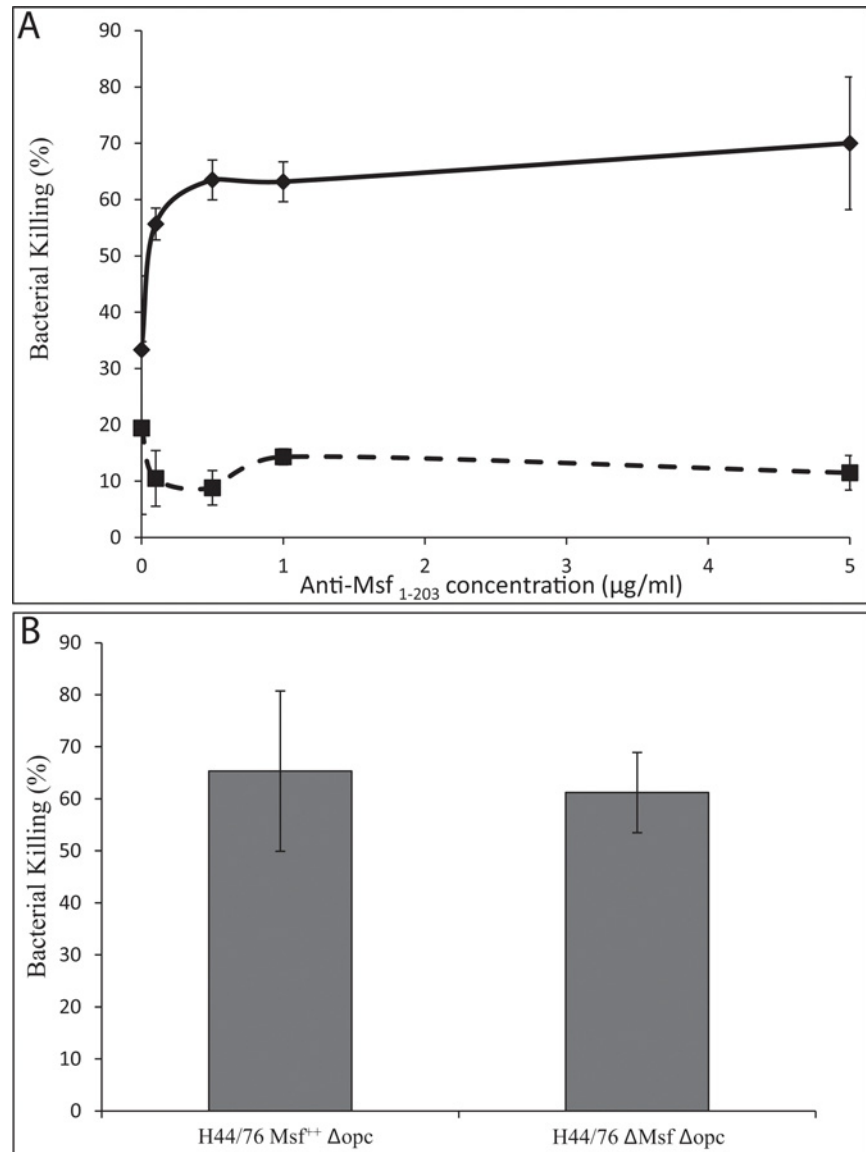 A
Bacterial Killing (%)
90
80
70
60
50
40
30
20
10
0
0 1 2 3 4 5
Anti-Msf 1-203 concentration (µg/ml)
B
Bacterial Killing (%)
90
80
70
60
50
40
30
20
10
0
H44/76 Msf⁺⁺ Δopc H44/76 ΔMsf Δopc